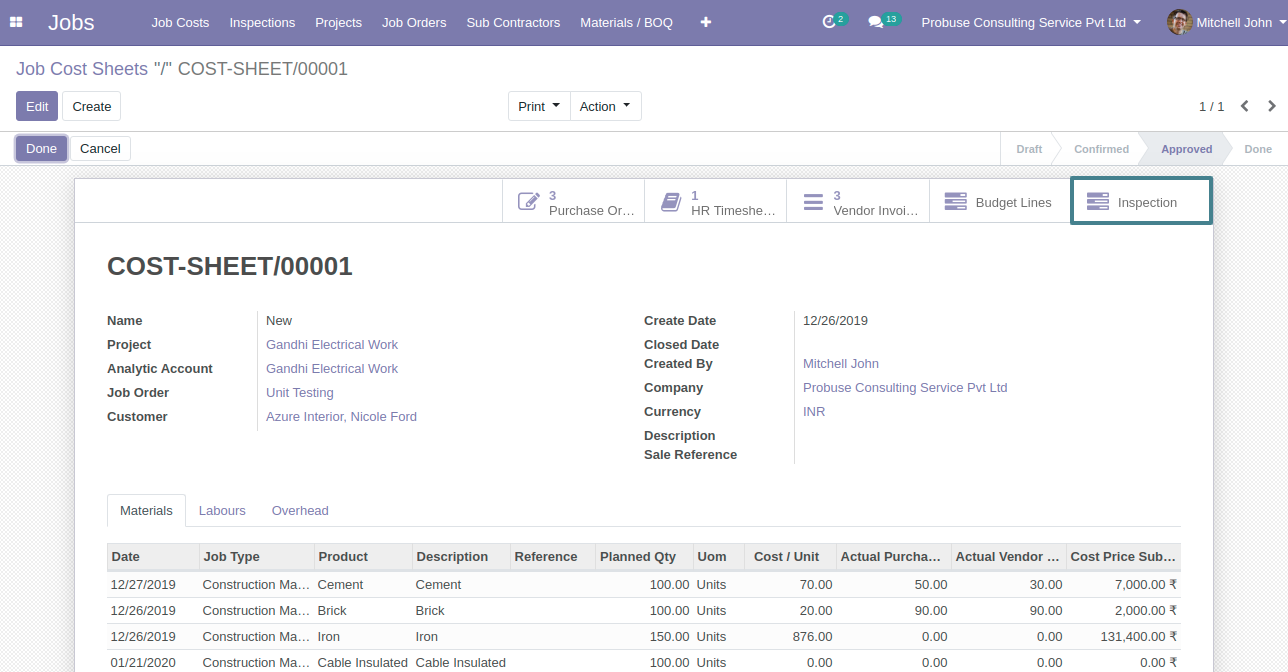 Jobs Job Costs Inspections Projects Job Orders Sub Contractors Materials / BOQ 2 13 Probuse Consulting Service Pvt Ltd Mitchell John
Job Cost Sheets "/" COST-SHEET/00001
Edit Create Print Action 1 / 1
Done Cancel Draft Confirmed Approved Done
3 Purchase Or… 1 HR Timeshe… 3 Vendor Invoi… Budget Lines Inspection
COST-SHEET/00001
Name New Create Date 12/26/2019
Project Gandhi Electrical Work Closed Date
Analytic Account Gandhi Electrical Work Created By Mitchell John
Job Order Unit Testing Company Probuse Consulting Service Pvt Ltd
Customer Azure Interior, Nicole Ford Currency INR
Description
Sale Reference
Materials Labours Overhead
Date Job Type Product Description Reference Planned Qty Uom Cost / Unit Actual Purcha… Actual Vendor … Cost Price Sub…
12/27/2019 Construction Ma… Cement Cement 100.00 Units 70.00 50.00 30.00 7,000.00 ₹
12/26/2019 Construction Ma… Brick Brick 100.00 Units 20.00 90.00 90.00 2,000.00 ₹
12/26/2019 Construction Ma… Iron Iron 150.00 Units 876.00 0.00 0.00 131,400.00 ₹
01/21/2020 Construction Ma… Cable Insulated Cable Insulated 100.00 Units 0.00 0.00 0.00 0.00 ₹